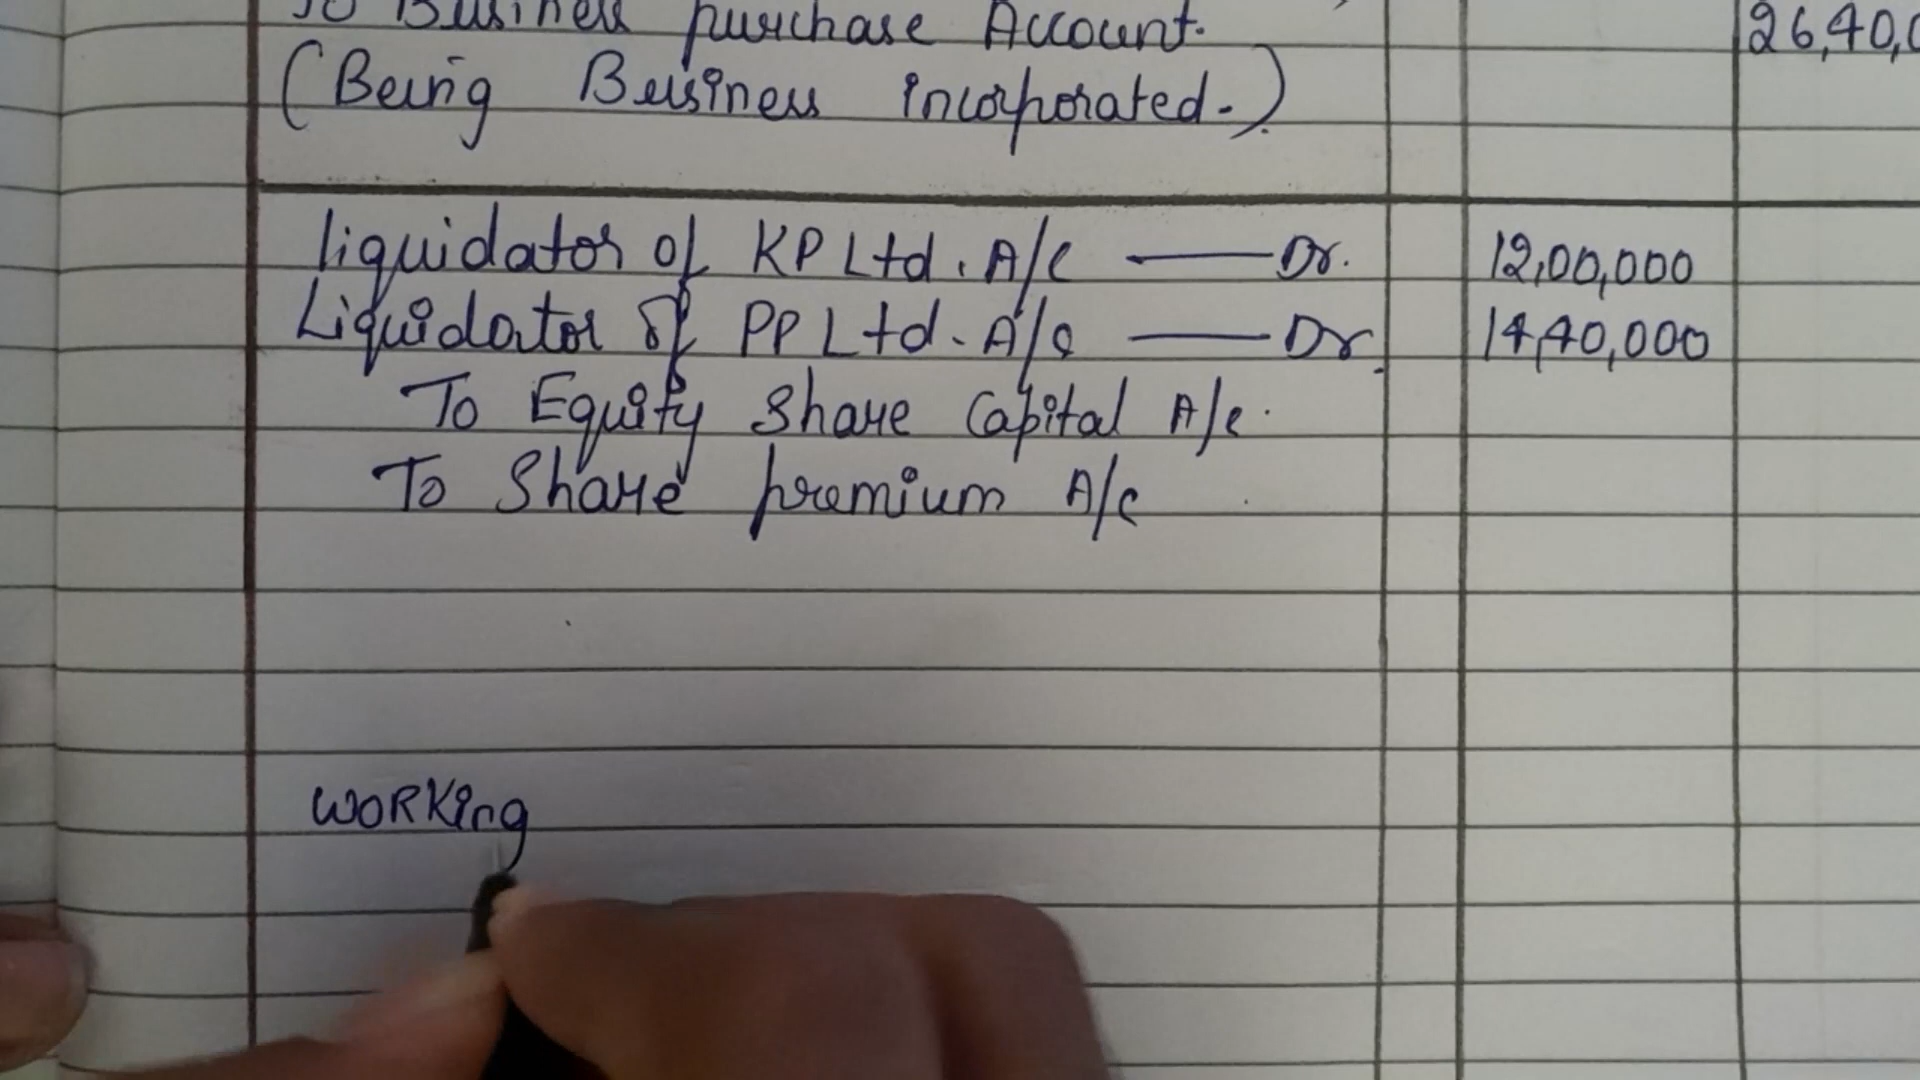 To Business purchase Account. 26,40,0
(Being Business incorporated.)
liquidator of KP Ltd. A/c —— Dr. 12,00,000
Liquidator of PP Ltd. A/c —— Dr. 14,40,000
To Equity Share Capital A/c.
To Share premium A/c
WORKing